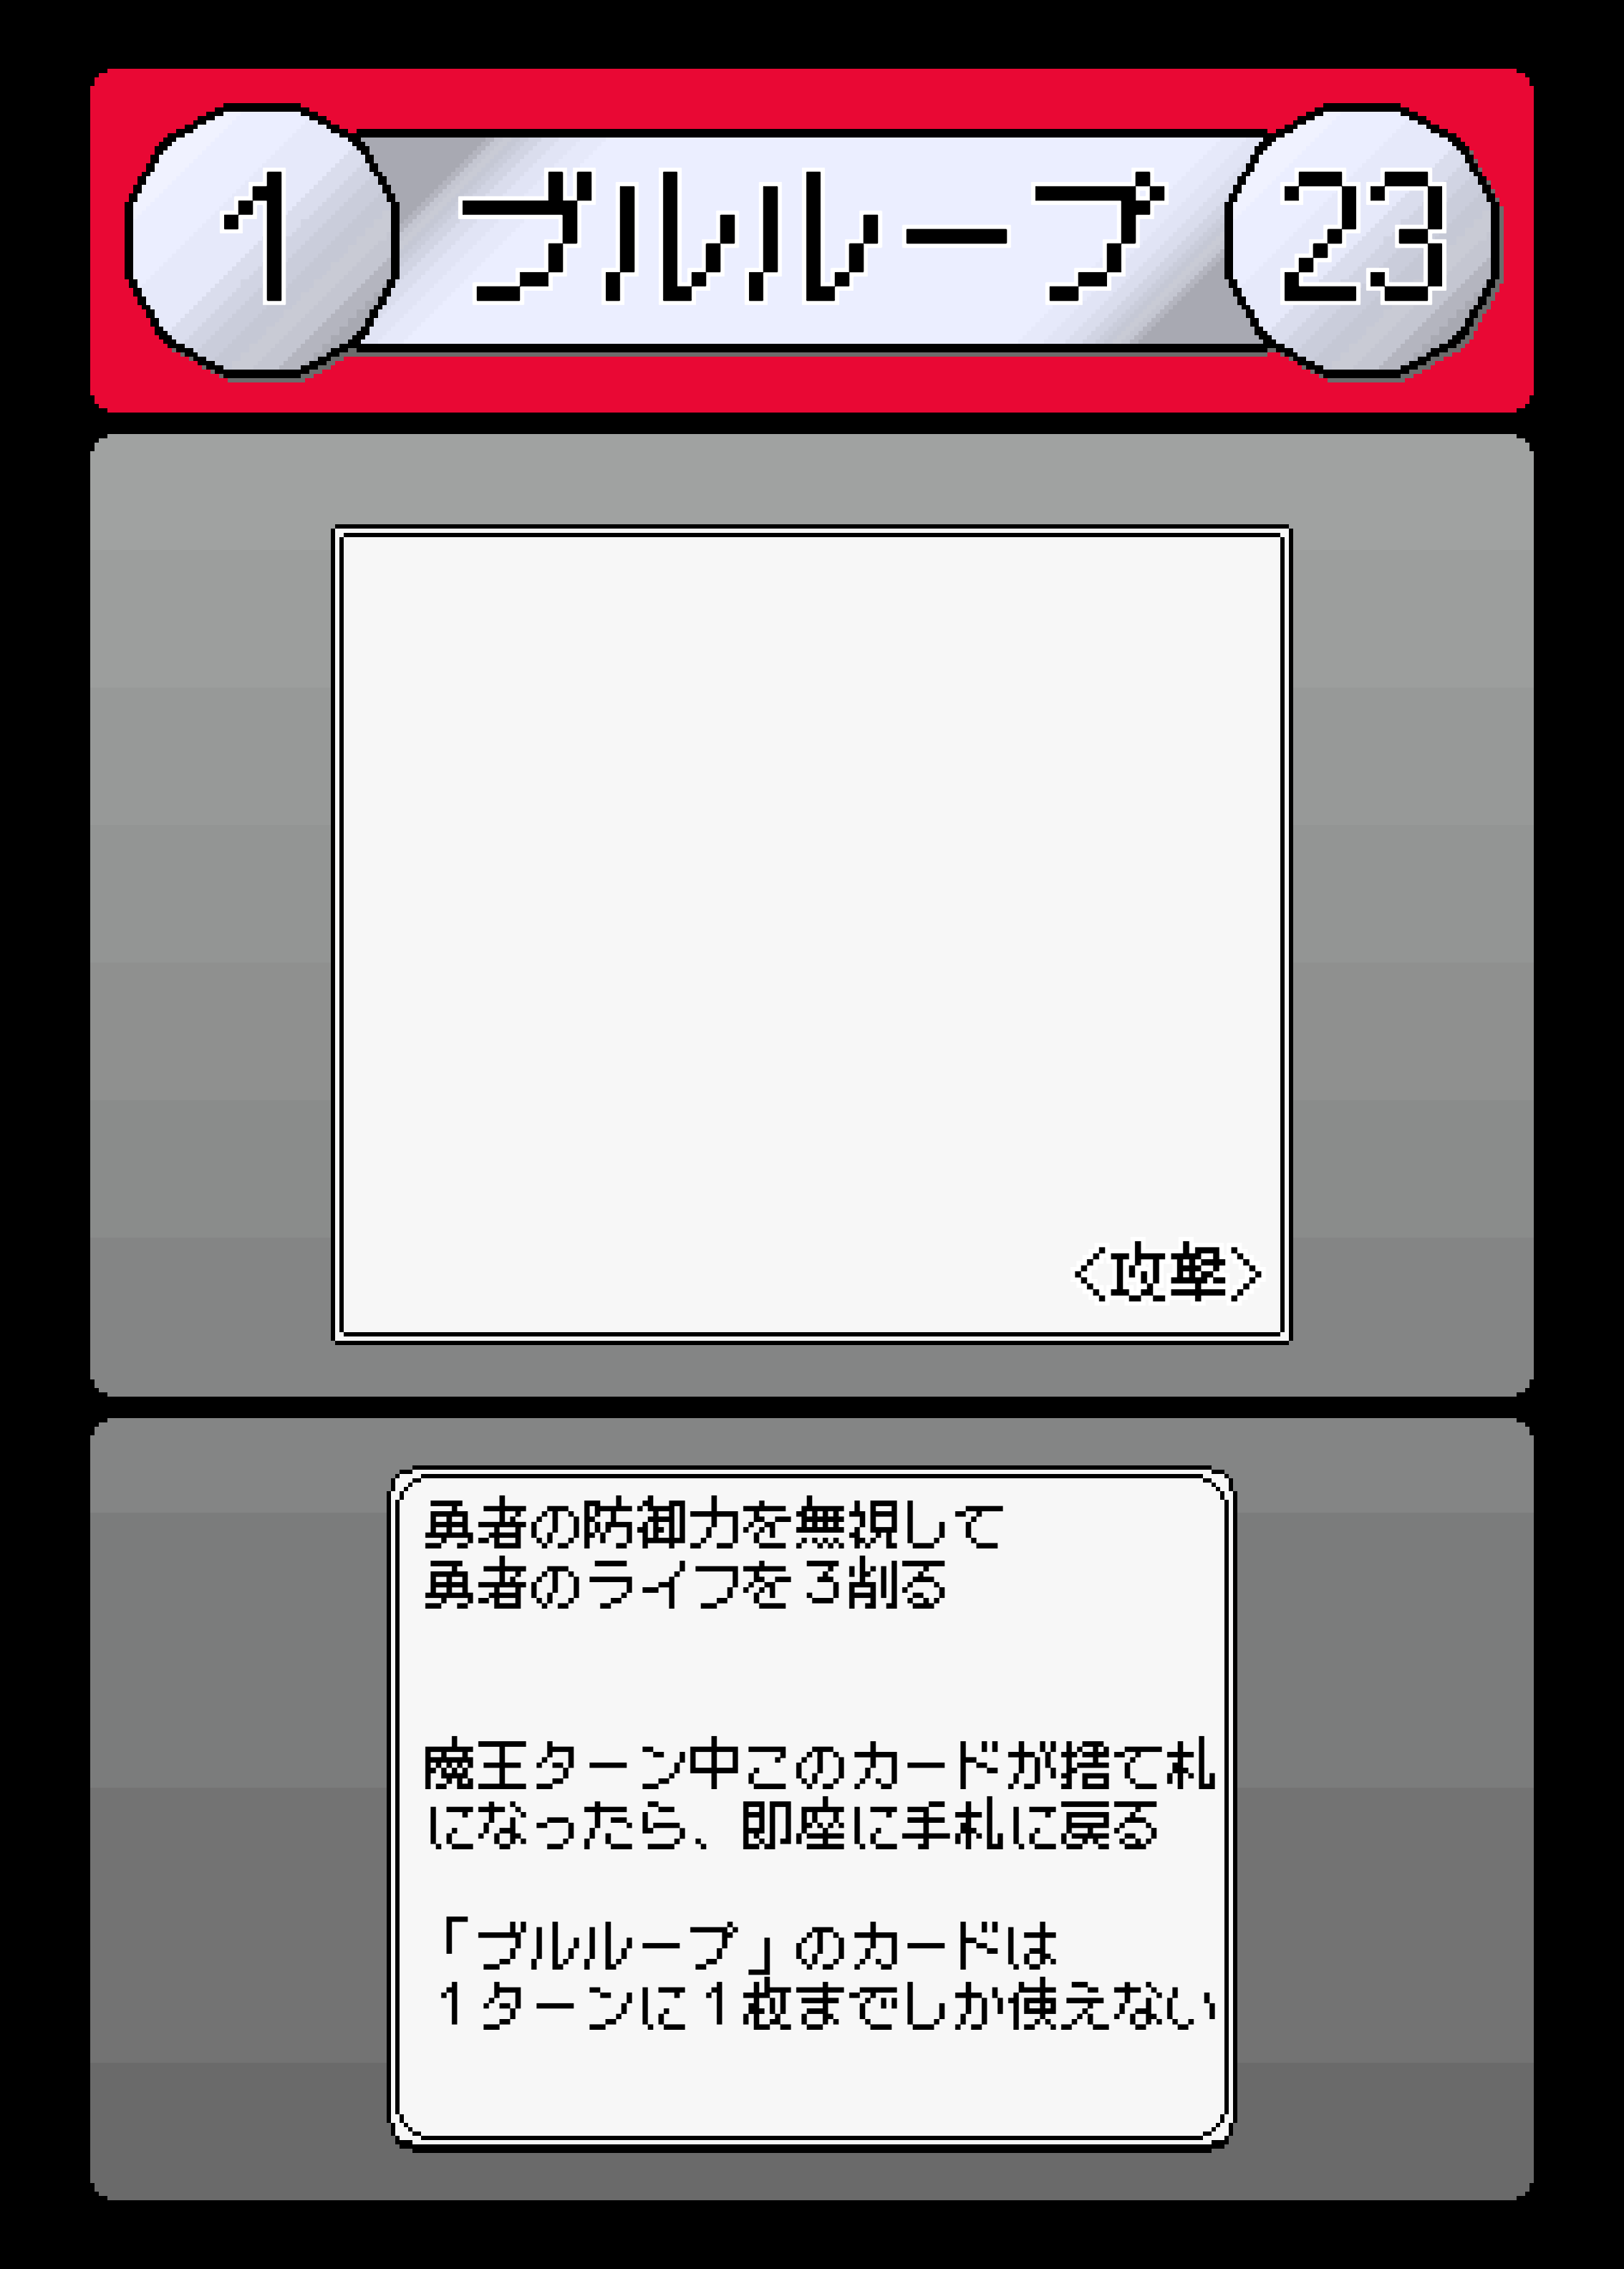 1 ブルループ 23
〈攻撃〉
勇者の防御力を無視して
勇者のライフを３削る
魔王ターン中このカードが捨て札
になったら、即座に手札に戻る
「ブルループ」のカードは
１ターンに１枚までしか使えない